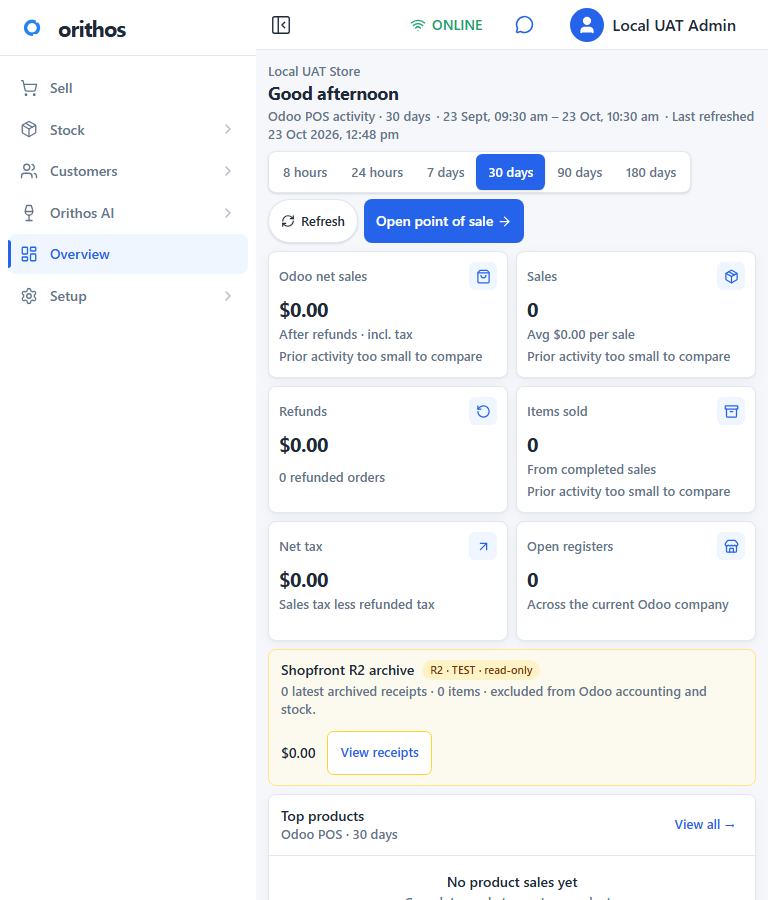 orithos
ONLINE
Local UAT Admin
Sell
Stock
Customers
Orithos AI
Overview
Setup
Local UAT Store
Good afternoon
Odoo POS activity · 30 days · 23 Sept, 09:30 am – 23 Oct, 10:30 am · Last refreshed
23 Oct 2026, 12:48 pm
8 hours 24 hours 7 days 30 days 90 days 180 days
Refresh Open point of sale →
Odoo net sales
$0.00
After refunds · incl. tax
Prior activity too small to compare
Sales
0
Avg $0.00 per sale
Prior activity too small to compare
Refunds
$0.00
0 refunded orders
Items sold
0
From completed sales
Prior activity too small to compare
Net tax
$0.00
Sales tax less refunded tax
Open registers
0
Across the current Odoo company
Shopfront R2 archive R2 · TEST · read-only
0 latest archived receipts · 0 items · excluded from Odoo accounting and
stock.
$0.00 View receipts
Top products
Odoo POS · 30 days
View all →
No product sales yet